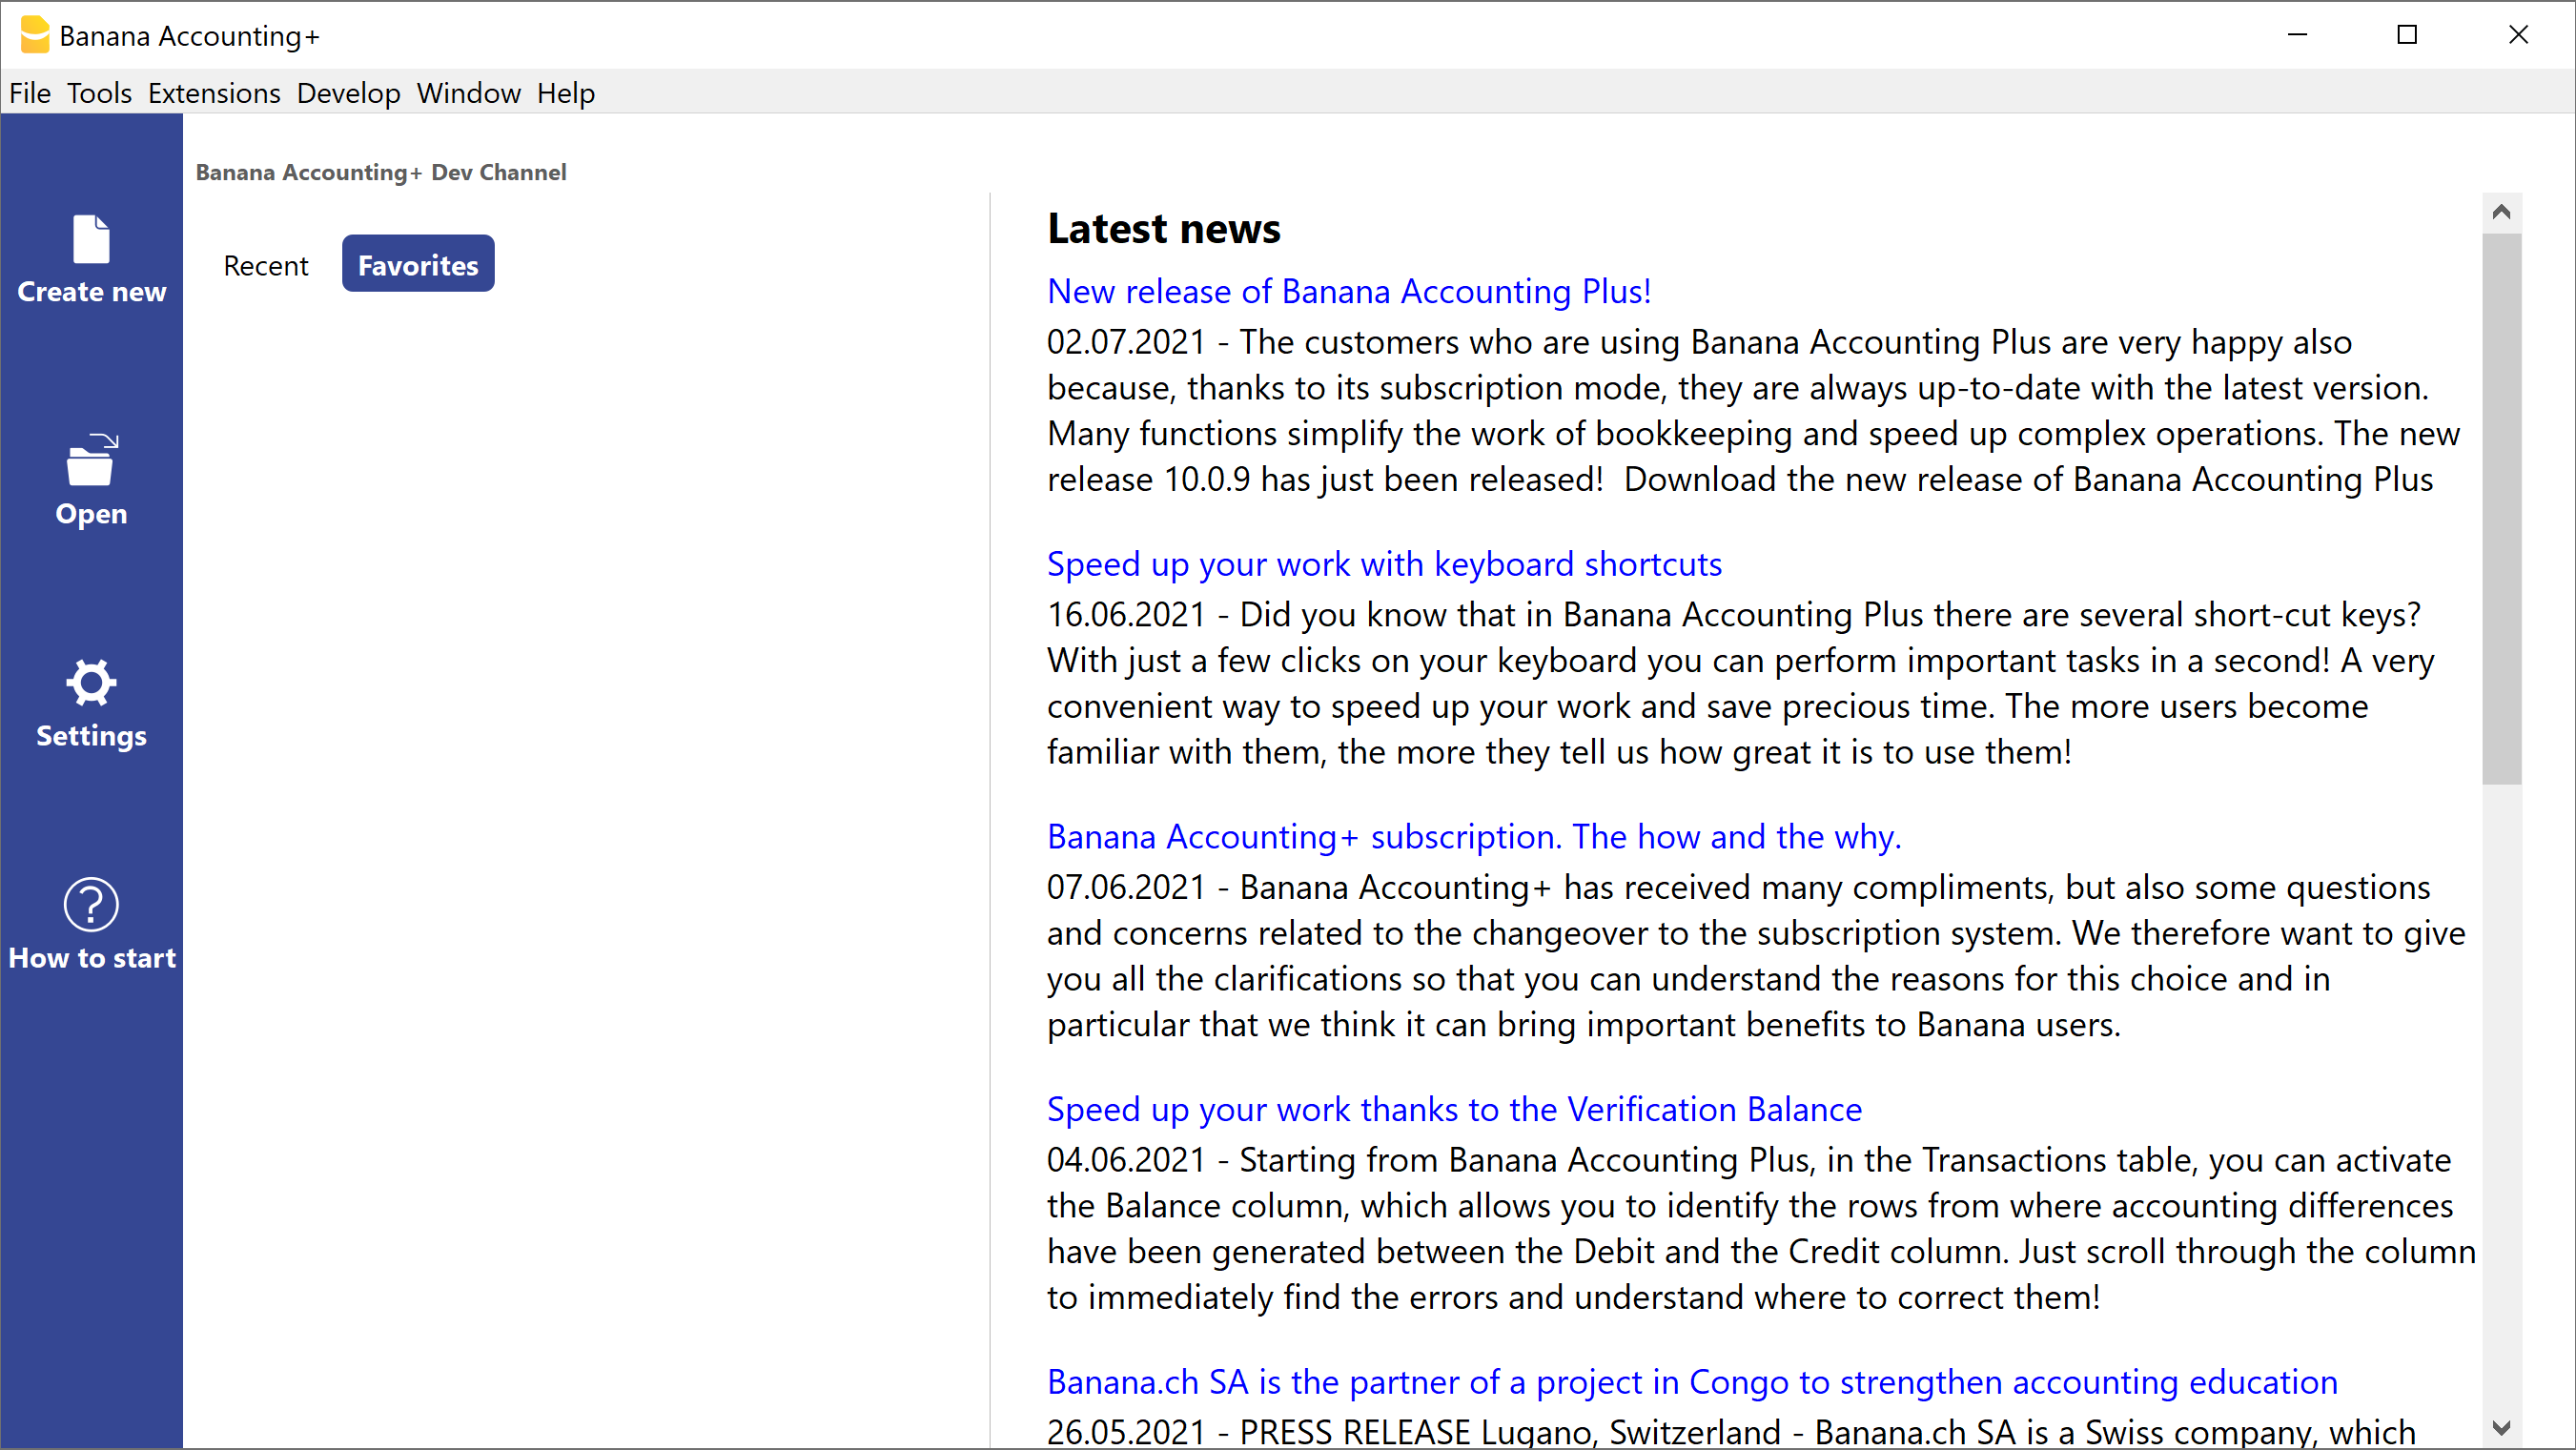 Banana Accounting+
File Tools Extensions Develop Window Help
Create new
Open
Settings
How to start
Banana Accounting+ Dev Channel
Recent Favorites
Latest news
New release of Banana Accounting Plus!
02.07.2021 - The customers who are using Banana Accounting Plus are very happy also
because, thanks to its subscription mode, they are always up-to-date with the latest version.
Many functions simplify the work of bookkeeping and speed up complex operations. The new
release 10.0.9 has just been released!  Download the new release of Banana Accounting Plus
Speed up your work with keyboard shortcuts
16.06.2021 - Did you know that in Banana Accounting Plus there are several short-cut keys?
With just a few clicks on your keyboard you can perform important tasks in a second! A very
convenient way to speed up your work and save precious time. The more users become
familiar with them, the more they tell us how great it is to use them!
Banana Accounting+ subscription. The how and the why.
07.06.2021 - Banana Accounting+ has received many compliments, but also some questions
and concerns related to the changeover to the subscription system. We therefore want to give
you all the clarifications so that you can understand the reasons for this choice and in
particular that we think it can bring important benefits to Banana users.
Speed up your work thanks to the Verification Balance
04.06.2021 - Starting from Banana Accounting Plus, in the Transactions table, you can activate
the Balance column, which allows you to identify the rows from where accounting differences
have been generated between the Debit and the Credit column. Just scroll through the column
to immediately find the errors and understand where to correct them!
Banana.ch SA is the partner of a project in Congo to strengthen accounting education
26.05.2021 - PRESS RELEASE Lugano, Switzerland - Banana.ch SA is a Swiss company, which